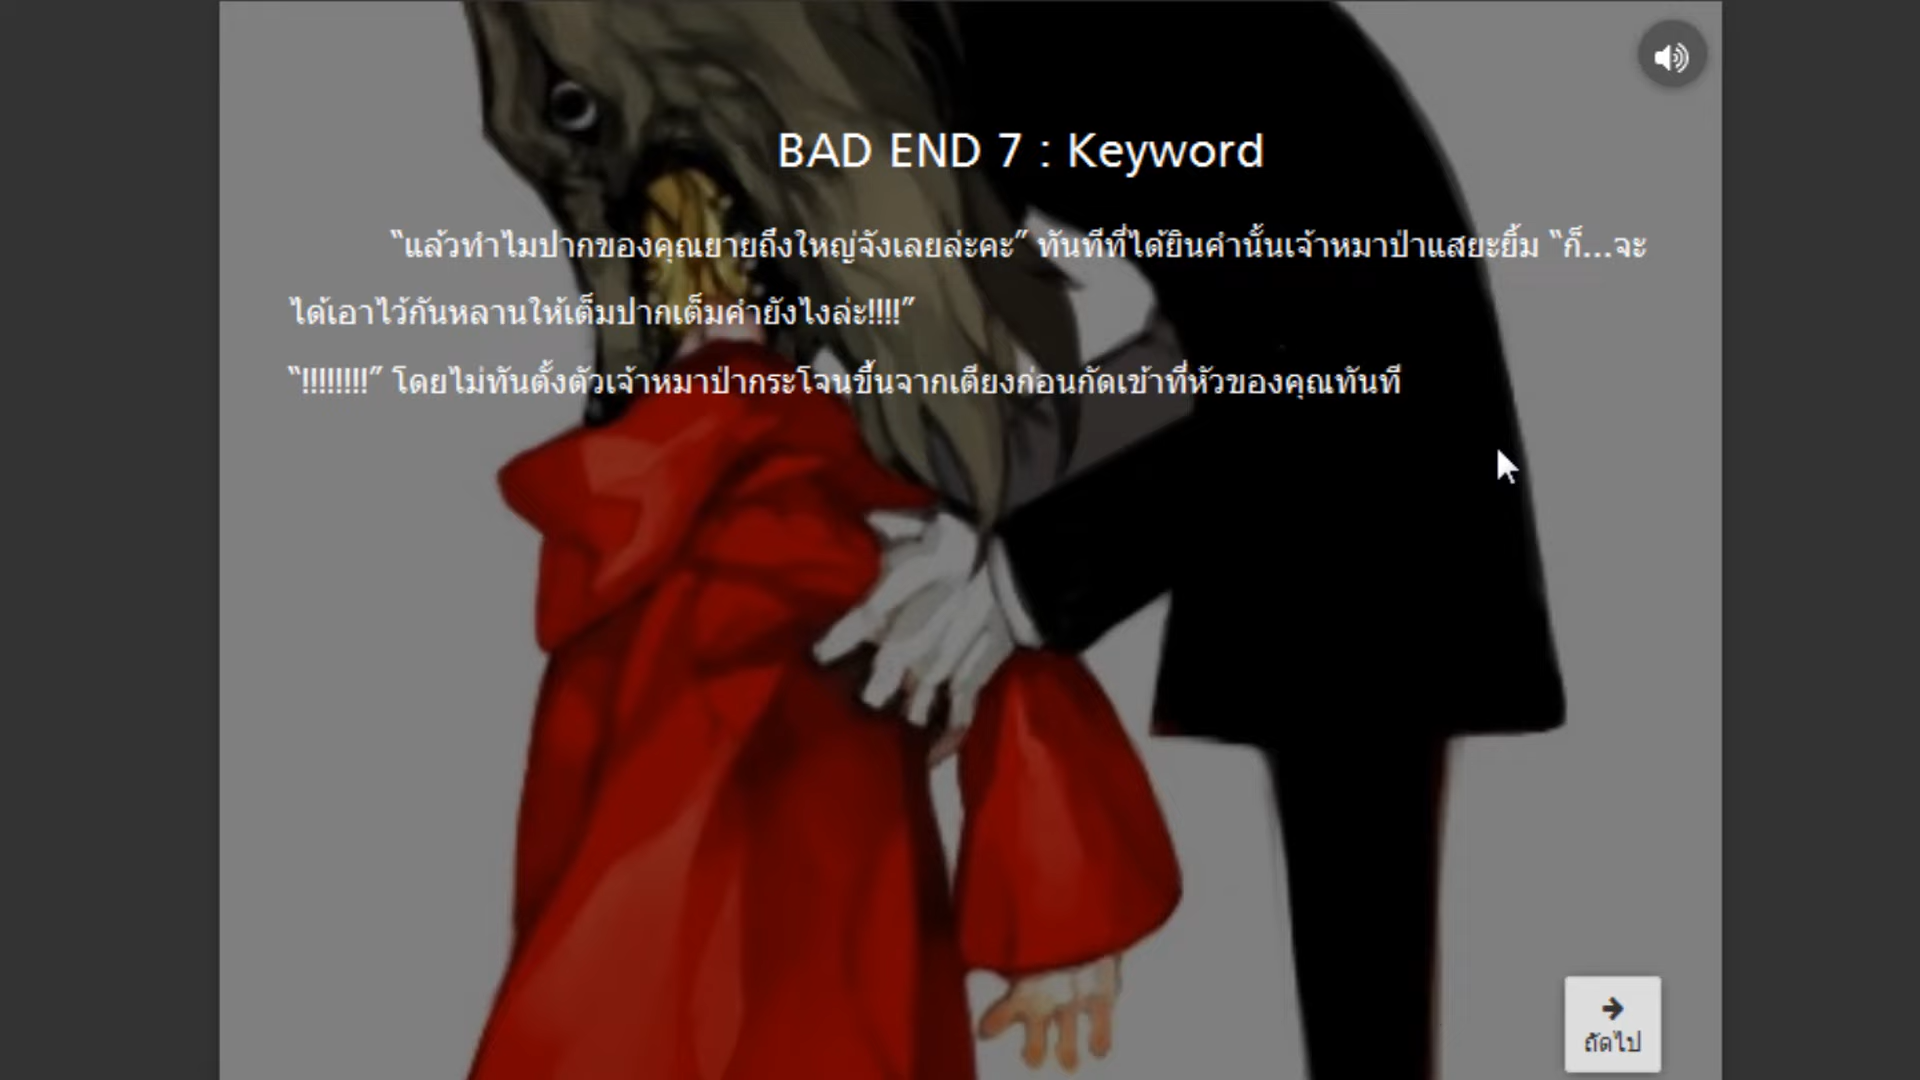 BAD END 7 : Keyword
“แล้วทำไมปากของคุณยายถึงใหญ่จังเลยล่ะคะ” ทันทีที่ได้ยินคำนั้นเจ้าหมาป่าแสยะยิ้ม “ก็...จะ
ได้เอาไว้กันหลานให้เต็มปากเต็มคำยังไงล่ะ!!!!”
“!!!!!!!!” โดยไม่ทันตั้งตัวเจ้าหมาป่ากระโจนขึ้นจากเตียงก่อนกัดเข้าที่หัวของคุณทันที
ถัดไป